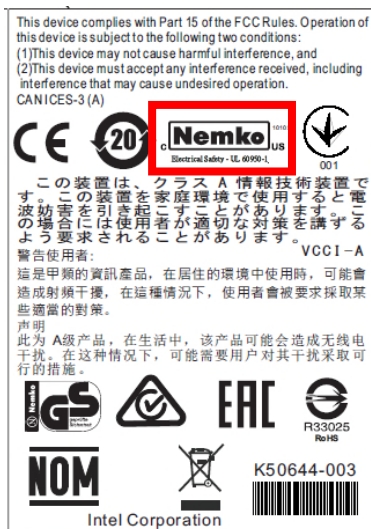 This device complies with Part 15 of the FCC Rules. Operation of
this device is subject to the following two conditions:
(1)This device may not cause harmful interference, and
(2)This device must accept any interference received, including
interference that may cause undesired operation.
CAN ICES-3 (A)
CE
20
C Nemko 1010 US
Electrical Safety - UL 60950-1
001
この装置は、クラス A 情報技術装置で
す。この装置を家庭環境で使用すると電
波妨害を引き起こすことがあります。こ
の場合には使用者が適切な対策を講ずる
よう要求されることがあります。
VCCI-A
警告使用者:
這是甲類的資訊產品，在居住的環境中使用時，可能會
造成射頻干擾，在這種情況下，使用者會被要求採取某
些適當的對策。
声明
此为 A级产品，在生活中，该产品可能会造成无线电
干扰。在这种情况下，可能需要用户对其干扰采取可
行的措施。
Nemko
GS
geprüfte
Sicherheit
EAC
R33025
RoHS
NOM
K50644-003
Intel Corporation